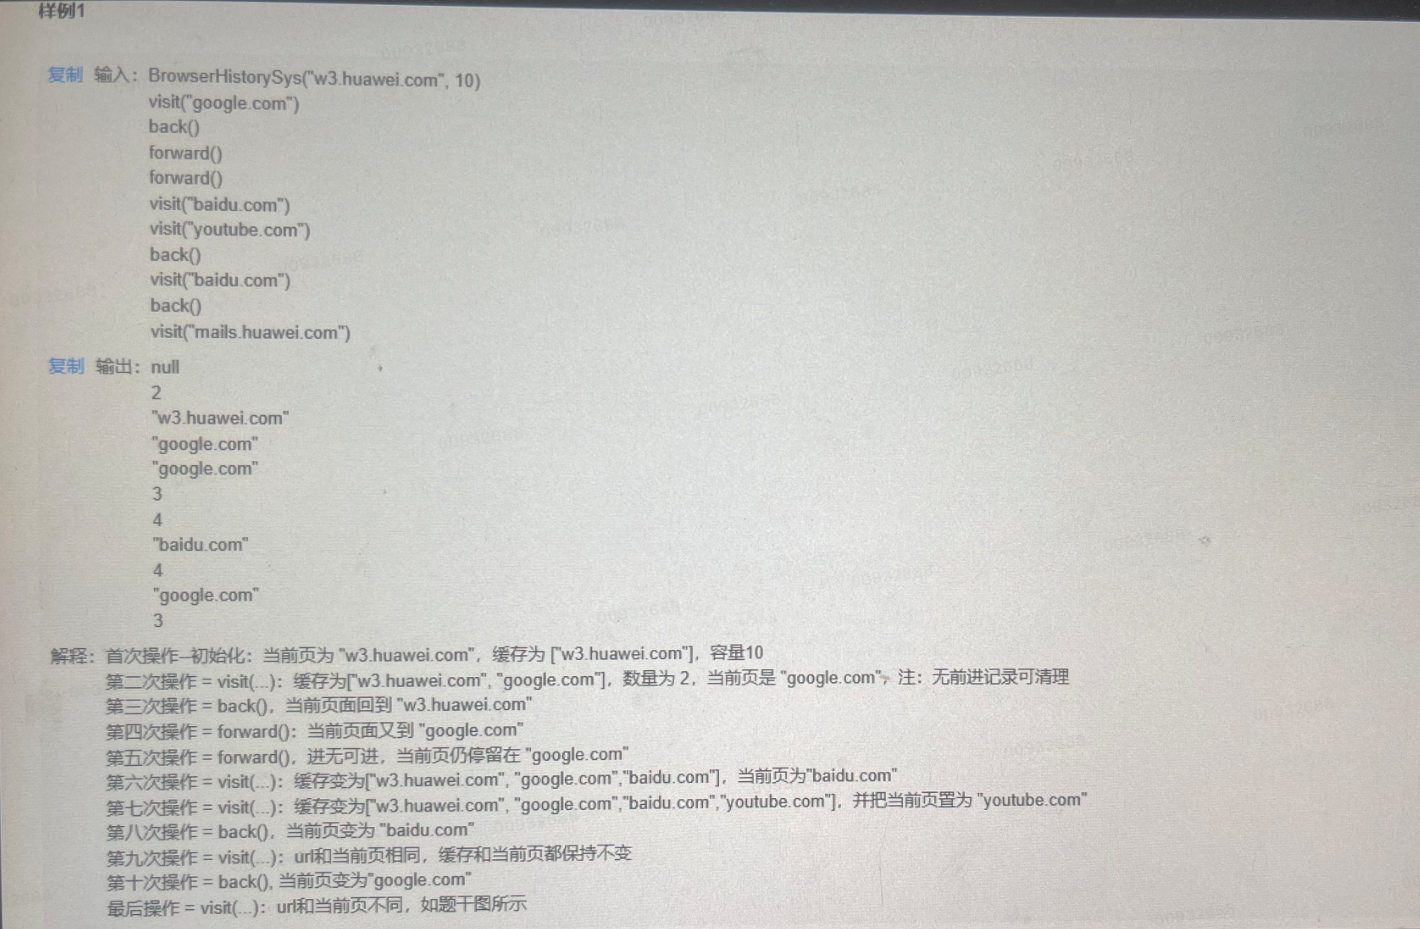 样例1
复制 输入：BrowserHistorySys("w3.huawei.com", 10)
visit("google.com")
back()
forward()
forward()
visit("baidu.com")
visit("youtube.com")
back()
visit("baidu.com")
back()
visit("mails.huawei.com")
复制 输出：null
2
"w3.huawei.com"
"google.com"
"google.com"
3
4
"baidu.com"
4
"google.com"
3
解释：首次操作--初始化：当前页为 "w3.huawei.com"，缓存为 ["w3.huawei.com"]，容量10
第二次操作 = visit(...)：缓存为["w3.huawei.com", "google.com"]，数量为 2，当前页是 "google.com"，注：无前进记录可清理
第三次操作 = back()，当前页面回到 "w3.huawei.com"
第四次操作 = forward()：当前页面又到 "google.com"
第五次操作 = forward()，进无可进，当前页仍停留在 "google.com"
第六次操作 = visit(...)：缓存变为["w3.huawei.com", "google.com","baidu.com"]，当前页为"baidu.com"
第七次操作 = visit(...)：缓存变为["w3.huawei.com", "google.com","baidu.com","youtube.com"]，并把当前页置为 "youtube.com"
第八次操作 = back()，当前页变为 "baidu.com"
第九次操作 = visit(...)：url和当前页相同，缓存和当前页都保持不变
第十次操作 = back(), 当前页变为"google.com"
最后操作 = visit(...)：url和当前页不同，如题干图所示